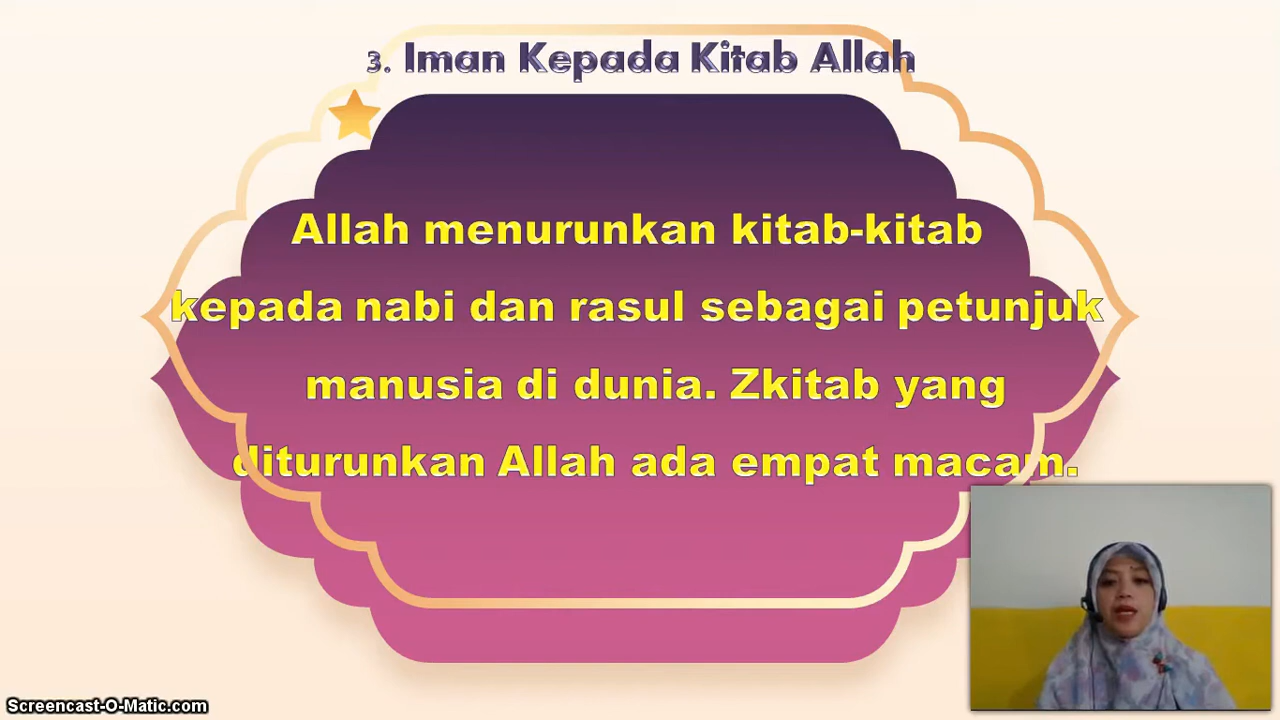 3. Iman Kepada Kitab Allah
Allah menurunkan kitab-kitab
kepada nabi dan rasul sebagai petunjuk
manusia di dunia. Zkitab yang
diturunkan Allah ada empat macam.
Screencast-O-Matic.com